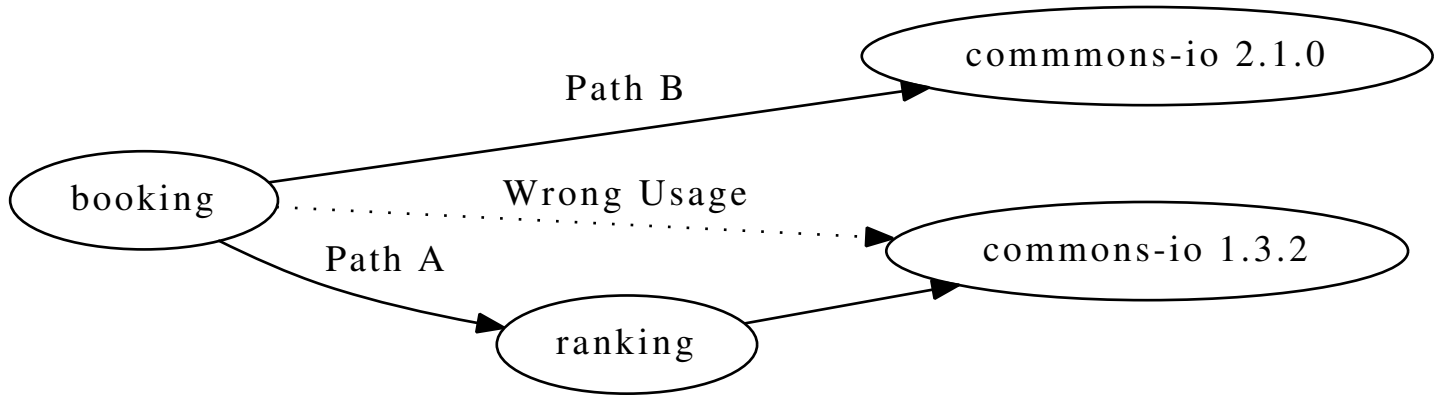 commmons-io 2.1.0
Path B
booking
Wrong Usage
commons-io 1.3.2
Path A
ranking